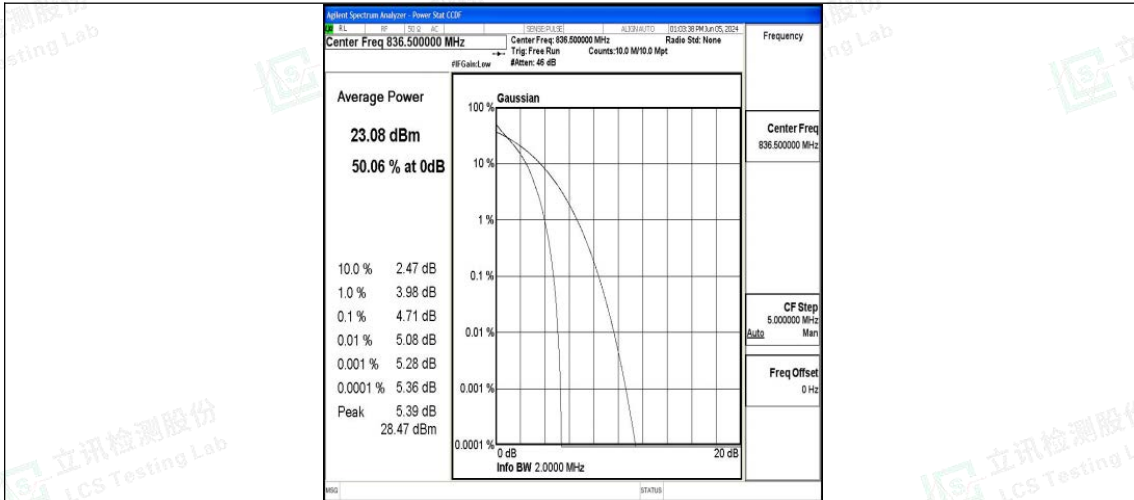 Agilent Spectrum Analyzer - Power Stat CCDF
RL RF 50 Ω AC SENSE:PULSE ALIGN AUTO 01:03:38 PM Jun 05, 2024
Center Freq 836.500000 MHz
Center Freq: 836.500000 MHz Radio Std: None
Trig: Free Run Counts:10.0 M/10.0 Mpt
#IFGain:Low #Atten: 46 dB
Frequency
Average Power
23.08 dBm
50.06 % at 0dB
10.0 % 2.47 dB
1.0 % 3.98 dB
0.1 % 4.71 dB
0.01 % 5.08 dB
0.001 % 5.28 dB
0.0001 % 5.36 dB
Peak 5.39 dB
28.47 dBm
Gaussian
100 %
10 %
1 %
0.1 %
0.01 %
0.001 %
0.0001 %
0 dB 20 dB
Info BW 2.0000 MHz
Center Freq
836.500000 MHz
CF Step
5.000000 MHz
Auto Man
Freq Offset
0 Hz
MSG STATUS
立讯检测股份
LCS Testing Lab